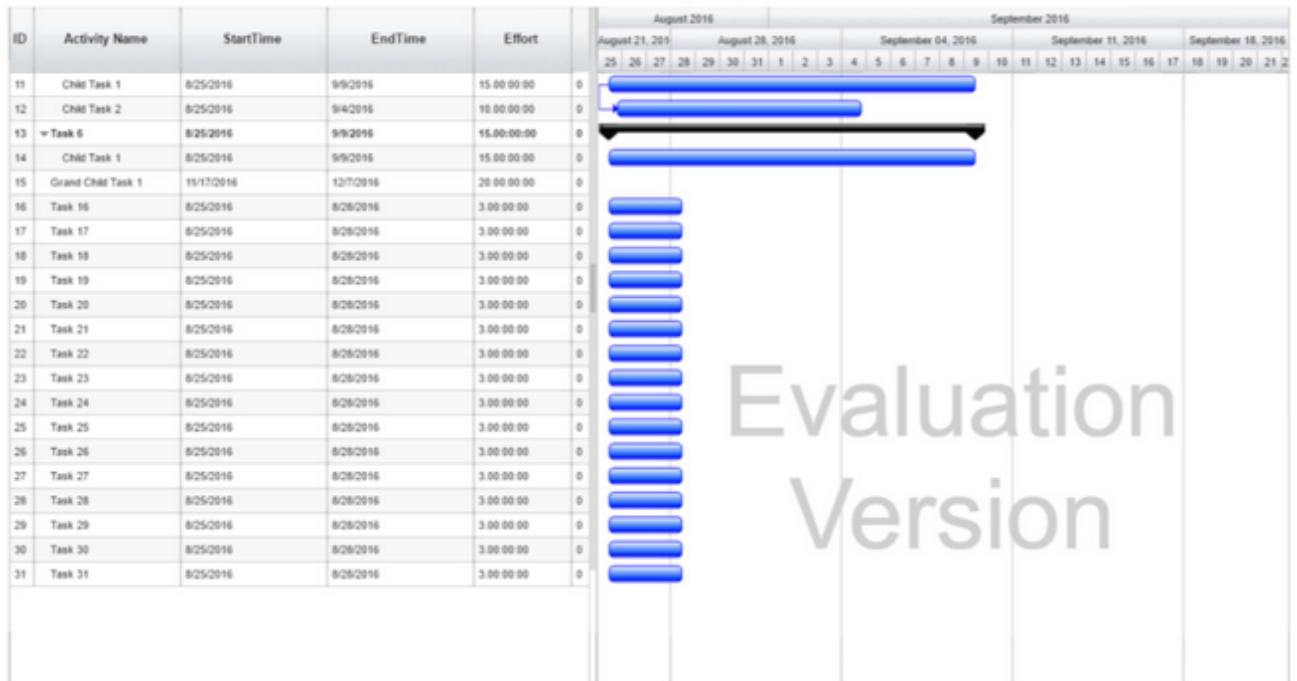 August 2016 September 2016
ID Activity Name StartTime EndTime Effort August 21, 201 August 28, 2016 September 04, 2016 September 11, 2016 September 18, 2016
25 26 27 28 29 30 31 1 2 3 4 5 6 7 8 9 10 11 12 13 14 15 16 17 18 19 20 21 2
11 Child Task 1 8/25/2016 9/9/2016 15.00:00:00 0
12 Child Task 2 8/25/2016 9/4/2016 10.00:00:00 0
13 Task 6 8/25/2016 9/9/2016 15.00:00:00 0
14 Child Task 1 8/25/2016 9/9/2016 15.00:00:00 0
15 Grand Child Task 1 11/17/2016 12/7/2016 20.00:00:00 0
16 Task 16 8/25/2016 8/28/2016 3.00:00:00 0
17 Task 17 8/25/2016 8/28/2016 3.00:00:00 0
18 Task 18 8/25/2016 8/28/2016 3.00:00:00 0
19 Task 19 8/25/2016 8/28/2016 3.00:00:00 0
20 Task 20 8/25/2016 8/28/2016 3.00:00:00 0
21 Task 21 8/25/2016 8/28/2016 3.00:00:00 0
22 Task 22 8/25/2016 8/28/2016 3.00:00:00 0
23 Task 23 8/25/2016 8/28/2016 3.00:00:00 0
24 Task 24 8/25/2016 8/28/2016 3.00:00:00 0
25 Task 25 8/25/2016 8/28/2016 3.00:00:00 0
26 Task 26 8/25/2016 8/28/2016 3.00:00:00 0
27 Task 27 8/25/2016 8/28/2016 3.00:00:00 0
28 Task 28 8/25/2016 8/28/2016 3.00:00:00 0
29 Task 29 8/25/2016 8/28/2016 3.00:00:00 0
30 Task 30 8/25/2016 8/28/2016 3.00:00:00 0
31 Task 31 8/25/2016 8/28/2016 3.00:00:00 0
Evaluation
Version